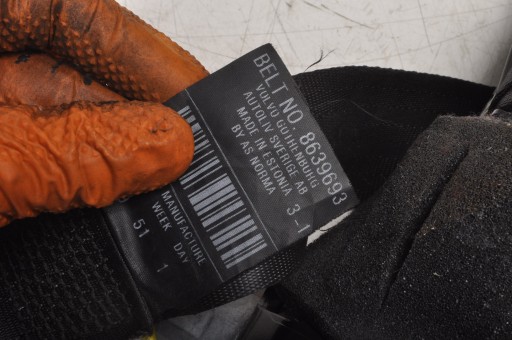 BELT NO. 8639693
VOLVO GOTHENBURG
AUTOLIV SVERIGE AB
MADE IN ESTONIA 3-1
BY AS NORMA
MANUFACTURE
WEEK DAY
51 1